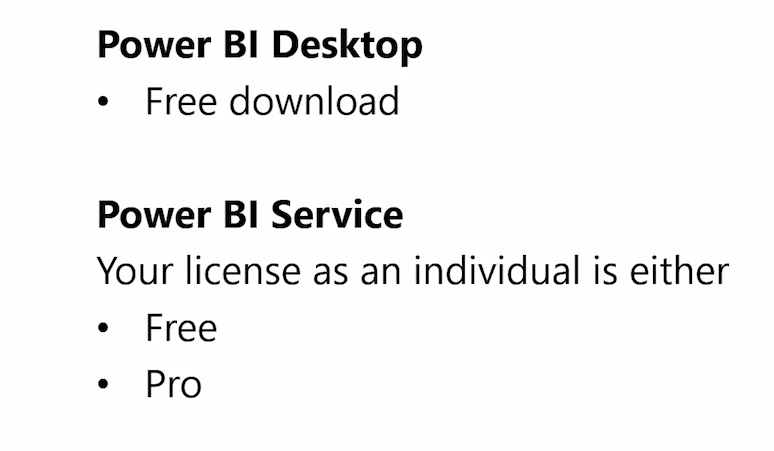 Power BI Desktop
• Free download
Power BI Service
Your license as an individual is either
• Free
• Pro